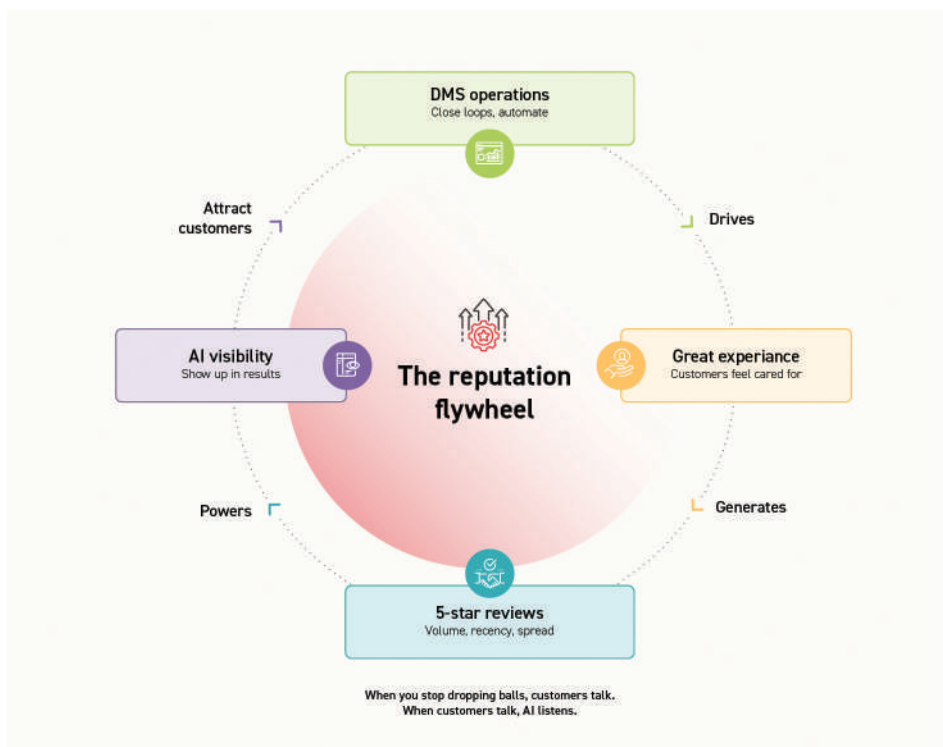 DMS operations
Close loops, automate
Attract
customers
Drives
AI visibility
Show up in results
The reputation
flywheel
Great experiance
Customers feel cared for
Powers
Generates
5-star reviews
Volume, recency, spread
When you stop dropping balls, customers talk.
When customers talk, AI listens.